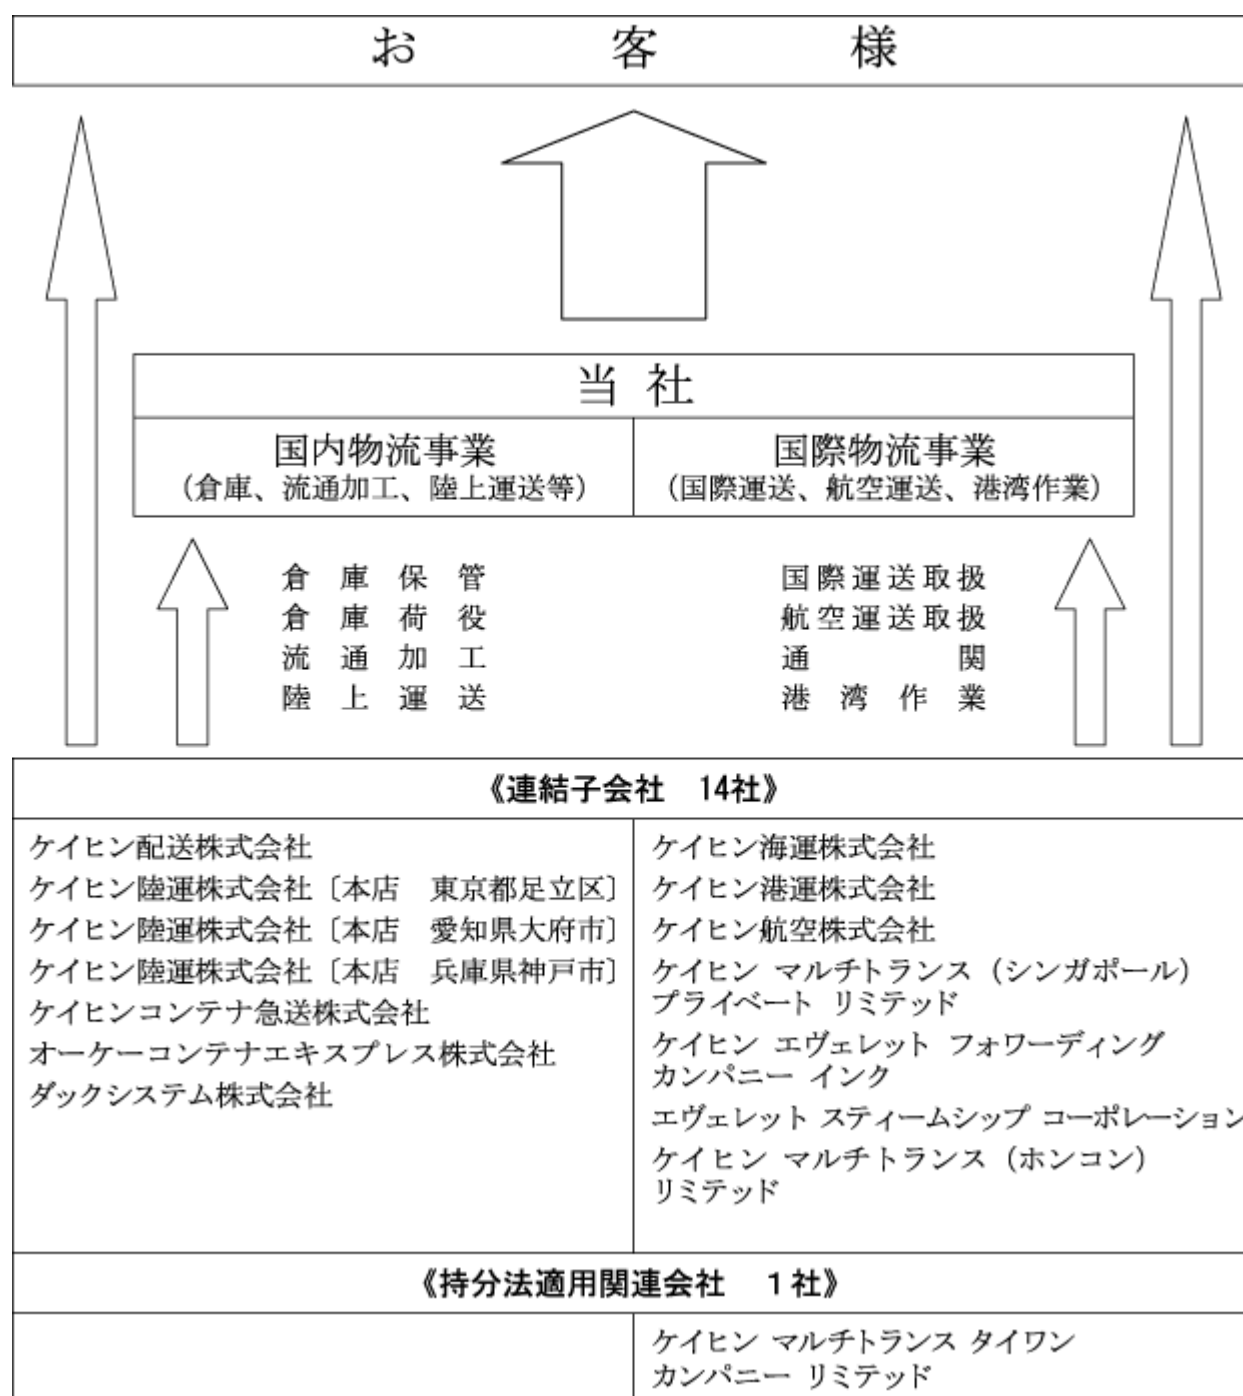 お客様
当社
国内物流事業
（倉庫、流通加工、陸上運送等）
国際物流事業
（国際運送、航空運送、港湾作業）
倉庫保管
倉庫荷役
流通加工
陸上運送
国際運送取扱
航空運送取扱
通関
港湾作業
《連結子会社　14社》
ケイヒン配送株式会社
ケイヒン陸運株式会社〔本店　東京都足立区〕
ケイヒン陸運株式会社〔本店　愛知県大府市〕
ケイヒン陸運株式会社〔本店　兵庫県神戸市〕
ケイヒンコンテナ急送株式会社
オーケーコンテナエキスプレス株式会社
ダックシステム株式会社
ケイヒン海運株式会社
ケイヒン港運株式会社
ケイヒン航空株式会社
ケイヒン マルチトランス（シンガポール）
プライベート リミテッド
ケイヒン エヴェレット フォワーディング
カンパニー インク
エヴェレット スティームシップ コーポレーション
ケイヒン マルチトランス（ホンコン）
リミテッド
《持分法適用関連会社　１社》
ケイヒン マルチトランス タイワン
カンパニー リミテッド